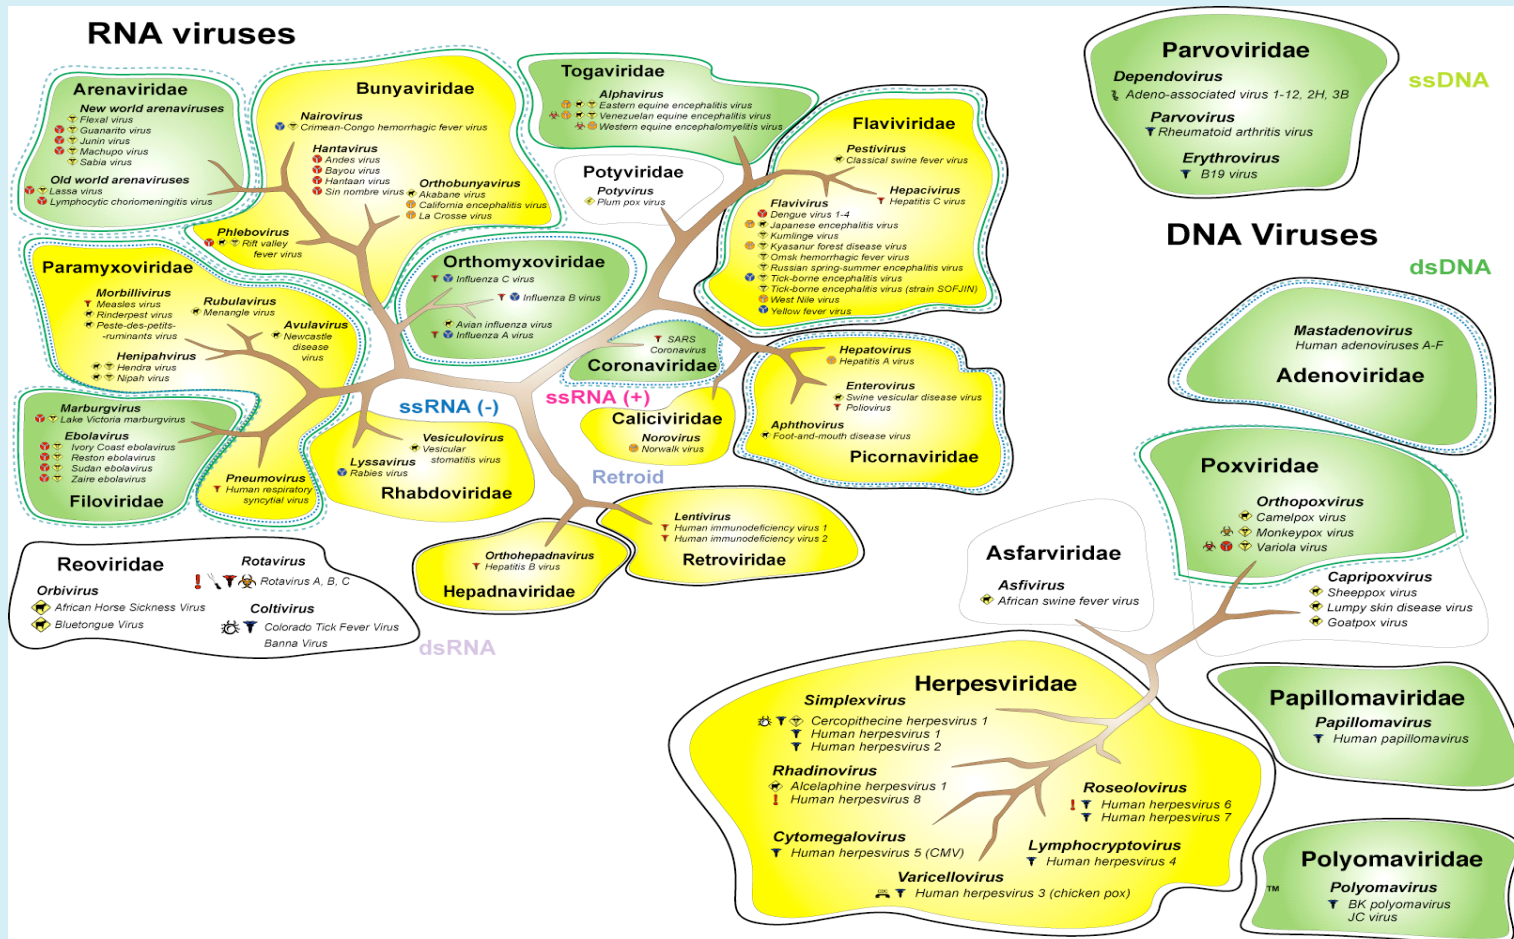 RNA viruses
Arenaviridae
New world arenaviruses
Flexal virus
Guanarito virus
Junin virus
Machupo virus
Sabia virus
Old world arenaviruses
Lassa virus
Lymphocytic choriomeningitis virus
Bunyaviridae
Nairovirus
Crimean-Congo hemorrhagic fever virus
Hantavirus
Andes virus
Bayou virus
Hantaan virus
Sin nombre virus
Orthobunyavirus
Akabane virus
California encephalitis virus
La Crosse virus
Phlebovirus
Rift valley
fever virus
Togaviridae
Alphavirus
Eastern equine encephalitis virus
Venezuelan equine encephalitis virus
Western equine encephalomyelitis virus
Potyviridae
Potyvirus
Plum pox virus
Flaviviridae
Pestivirus
Classical swine fever virus
Hepacivirus
Hepatitis C virus
Flavivirus
Dengue virus 1-4
Japanese encephalitis virus
Kumlinge virus
Kyasanur forest disease virus
Omsk hemorrhagic fever virus
Russian spring-summer encephalitis virus
Tick-borne encephalitis virus
Tick-borne encephalitis virus (strain SOFJIN)
West Nile virus
Yellow fever virus
Orthomyxoviridae
Influenza C virus
Influenza B virus
Avian influenza virus
Influenza A virus
Paramyxoviridae
Morbillivirus
Measles virus
Rinderpest virus
Peste-des-petits-
-ruminants virus
Rubulavirus
Menangle virus
Avulavirus
Newcastle
disease
virus
Henipahvirus
Hendra virus
Nipah virus
Pneumovirus
Human respiratory
syncytial virus
Marburgvirus
Lake Victoria marburgvirus
Ebolavirus
Ivory Coast ebolavirus
Reston ebolavirus
Sudan ebolavirus
Zaire ebolavirus
Filoviridae
ssRNA (-)
ssRNA (+)
SARS
Coronavirus
Coronaviridae
Caliciviridae
Norovirus
Norwalk virus
Hepatovirus
Hepatitis A virus
Enterovirus
Swine vesicular disease virus
Poliovirus
Aphthovirus
Foot-and-mouth disease virus
Picornaviridae
Vesiculovirus
Vesicular
stomatitis virus
Lyssavirus
Rabies virus
Rhabdoviridae
Retroid
Lentivirus
Human immunodeficiency virus 1
Human immunodeficiency virus 2
Retroviridae
Orthohepadnavirus
Hepatitis B virus
Hepadnaviridae
Reoviridae
Rotavirus
Rotavirus A, B, C
Orbivirus
African Horse Sickness Virus
Bluetongue Virus
Coltivirus
Colorado Tick Fever Virus
Banna Virus
dsRNA
Parvoviridae
Dependovirus
Adeno-associated virus 1-12, 2H, 3B
Parvovirus
Rheumatoid arthritis virus
Erythrovirus
B19 virus
ssDNA
DNA Viruses
dsDNA
Mastadenovirus
Human adenoviruses A-F
Adenoviridae
Poxviridae
Orthopoxvirus
Camelpox virus
Monkeypox virus
Variola virus
Capripoxvirus
Sheeppox virus
Lumpy skin disease virus
Goatpox virus
Asfarviridae
Asfivirus
African swine fever virus
Herpesviridae
Simplexvirus
Cercopithecine herpesvirus 1
Human herpesvirus 1
Human herpesvirus 2
Rhadinovirus
Alcelaphine herpesvirus 1
Human herpesvirus 8
Roseolovirus
Human herpesvirus 6
Human herpesvirus 7
Cytomegalovirus
Human herpesvirus 5 (CMV)
Lymphocryptovirus
Human herpesvirus 4
Varicellovirus
Human herpesvirus 3 (chicken pox)
Papillomaviridae
Papillomavirus
Human papillomavirus
Polyomaviridae
Polyomavirus
BK polyomavirus
JC virus
TM